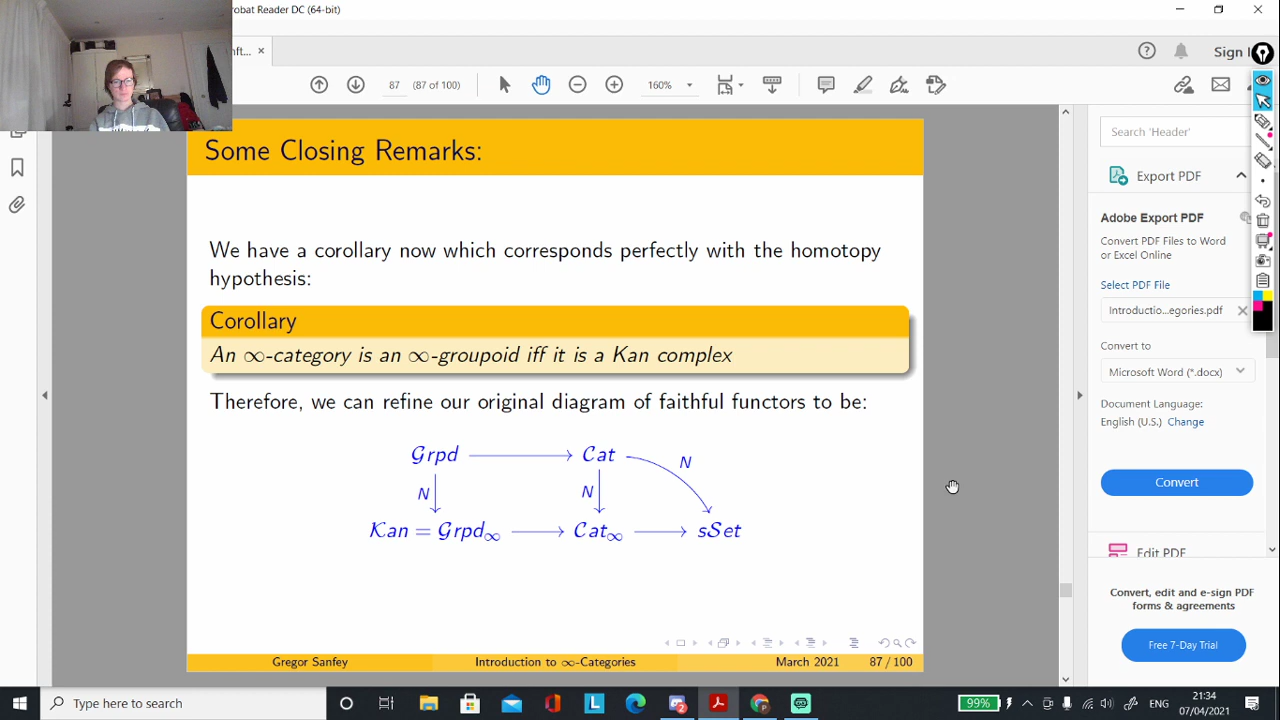 obat Reader DC (64-bit)
nft...
87 (87 of 100)
160%
Sign I
Some Closing Remarks:
We have a corollary now which corresponds perfectly with the homotopy
hypothesis:
Corollary
An ∞-category is an ∞-groupoid iff it is a Kan complex
Therefore, we can refine our original diagram of faithful functors to be:
Grpd Cat N
N N
Kan = Grpd∞ Cat∞ sSet
Gregor Sanfey Introduction to ∞-Categories March 2021 87 / 100
Search 'Header'
Export PDF
Adobe Export PDF
Convert PDF Files to Word
or Excel Online
Select PDF File
Introductio...egories.pdf
Convert to
Microsoft Word (*.docx)
Document Language:
English (U.S.) Change
Convert
Edit PDF
Convert, edit and e-sign PDF
forms & agreements
Free 7-Day Trial
Type here to search
99%
ENG
21:34
07/04/2021